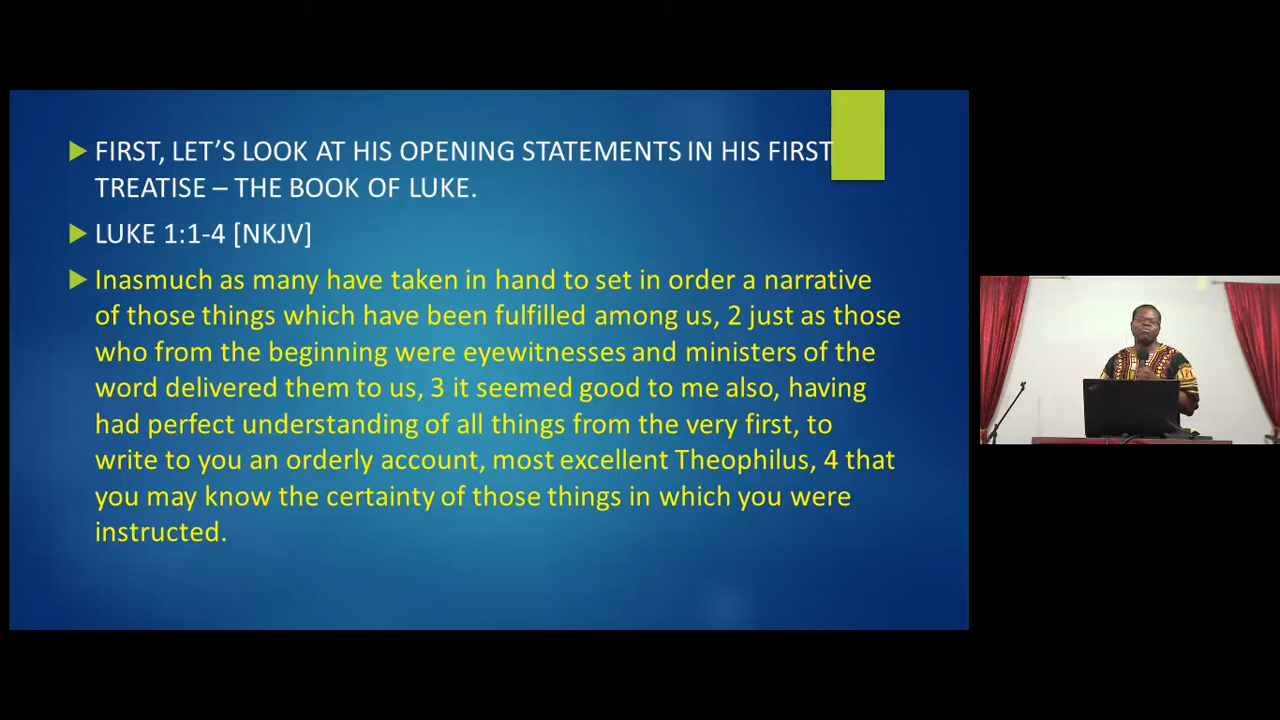 FIRST, LET’S LOOK AT HIS OPENING STATEMENTS IN HIS FIRST
TREATISE – THE BOOK OF LUKE.
LUKE 1:1-4 [NKJV]
Inasmuch as many have taken in hand to set in order a narrative
of those things which have been fulfilled among us, 2 just as those
who from the beginning were eyewitnesses and ministers of the
word delivered them to us, 3 it seemed good to me also, having
had perfect understanding of all things from the very first, to
write to you an orderly account, most excellent Theophilus, 4 that
you may know the certainty of those things in which you were
instructed.